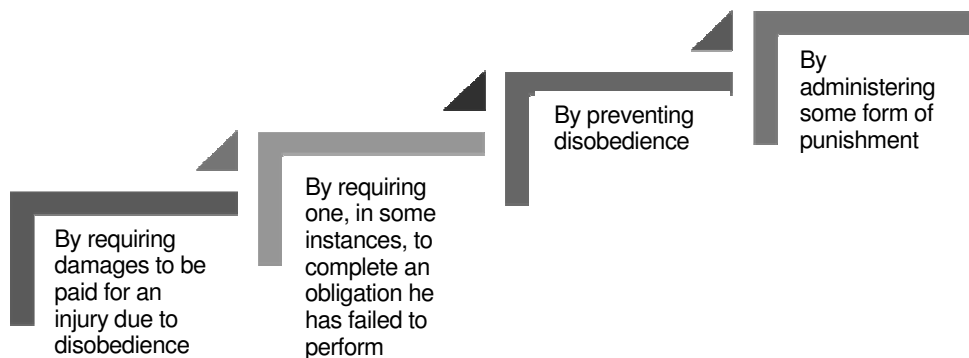 By requiring
damages to be
paid for an
injury due to
disobedience
By requiring
one, in some
instances, to
complete an
obligation he
has failed to
perform
By preventing
disobedience
By
administering
some form of
punishment